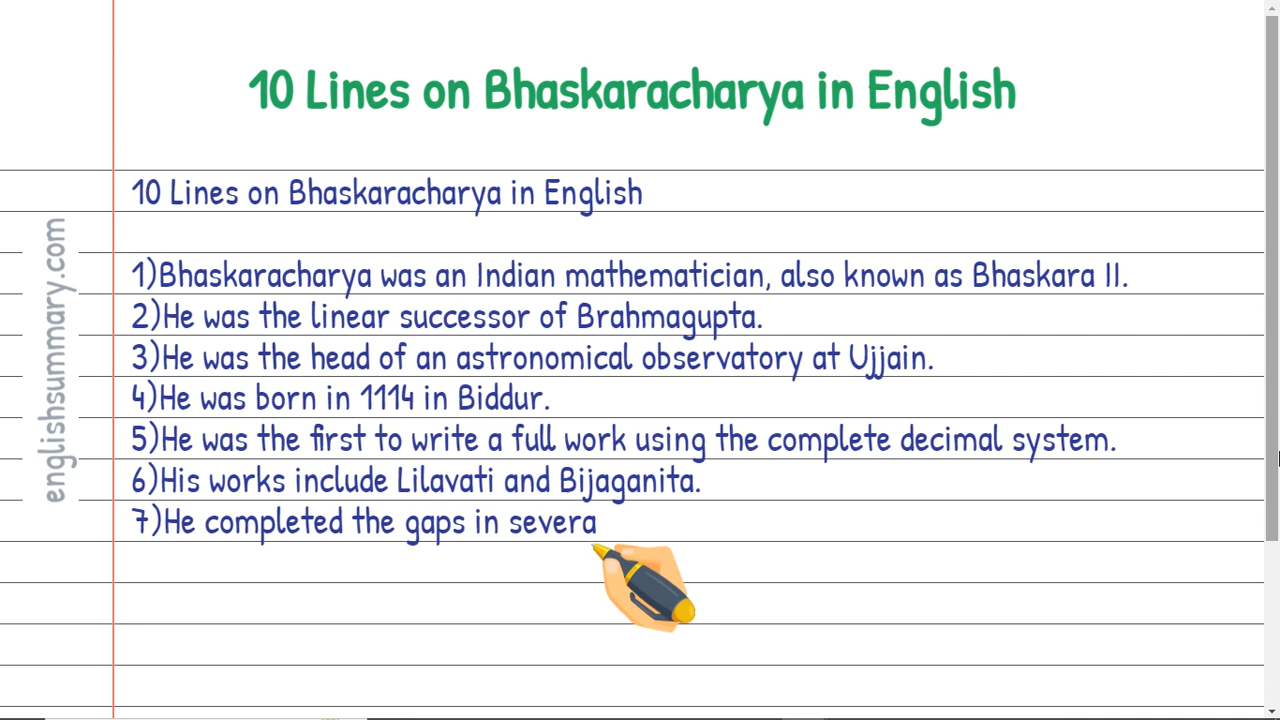 10 Lines on Bhaskaracharya in English
10 Lines on Bhaskaracharya in English
englishsummary.com
1)Bhaskaracharya was an Indian mathematician, also known as Bhaskara II.
2)He was the linear successor of Brahmagupta.
3)He was the head of an astronomical observatory at Ujjain.
4)He was born in 1114 in Biddur.
5)He was the first to write a full work using the complete decimal system.
6)His works include Lilavati and Bijaganita.
7)He completed the gaps in severa